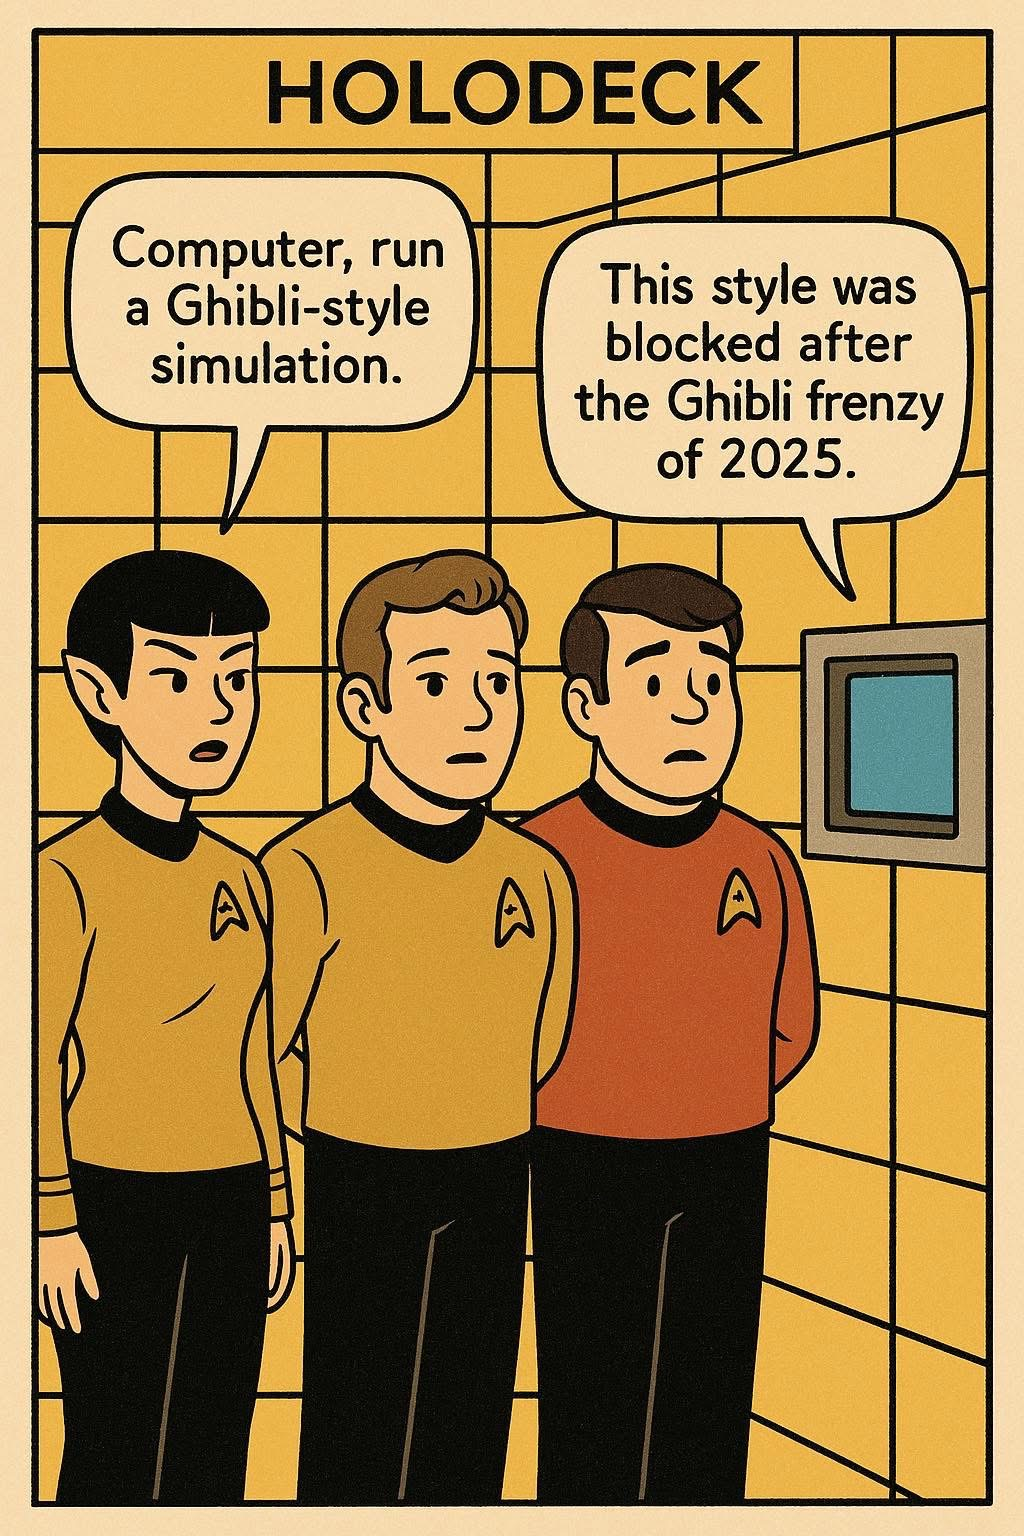 HOLODECK
Computer, run
a Ghibli-style
simulation.
This style was
blocked after
the Ghibli frenzy
of 2025.